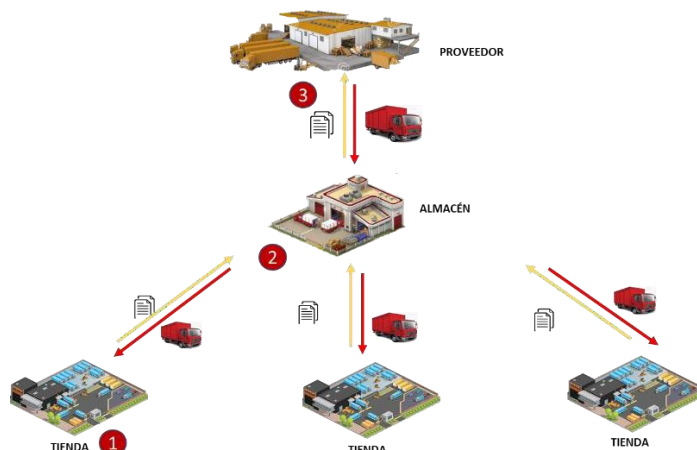 PROVEEDOR
3
ALMACÉN
2
TIENDA
1
TIENDA
TIENDA